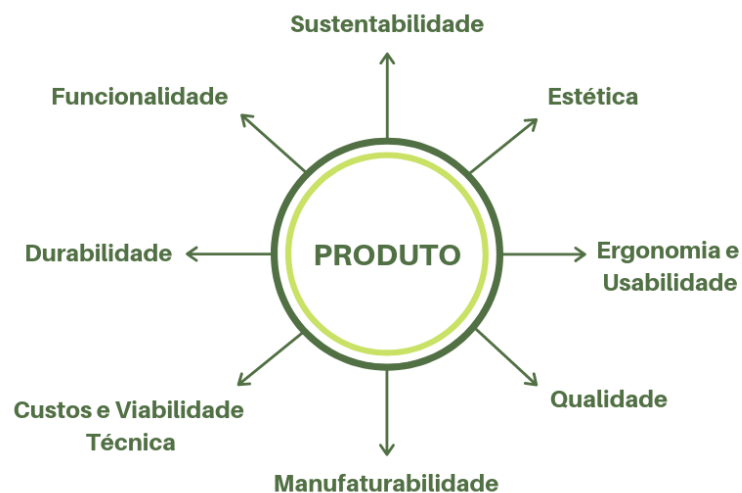 Sustentabilidade
Funcionalidade
Estética
Durabilidade
PRODUTO
Ergonomia e
Usabilidade
Custos e Viabilidade
Técnica
Qualidade
Manufaturabilidade